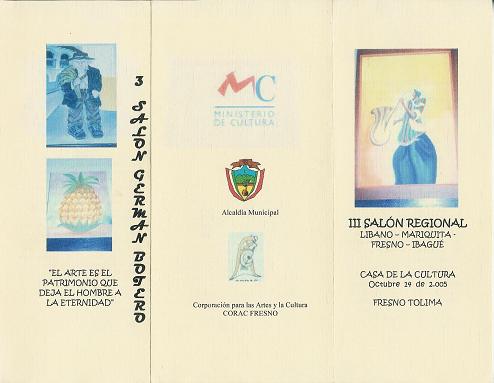 "EL ARTE ES EL
PATRIMONIO QUE
DEJA EL HOMBRE A
LA ETERNIDAD"
3 SALON GERMAN BOTERO
MC
MINISTERIO
DE CULTURA
Alcaldía Municipal
Corporación para las Artes y la Cultura
CORAC FRESNO
III SALÓN REGIONAL
LIBANO – MARIQUITA -
FRESNO – IBAGUÉ
CASA DE LA CULTURA
Octubre 29 de 2.005
FRESNO TOLIMA